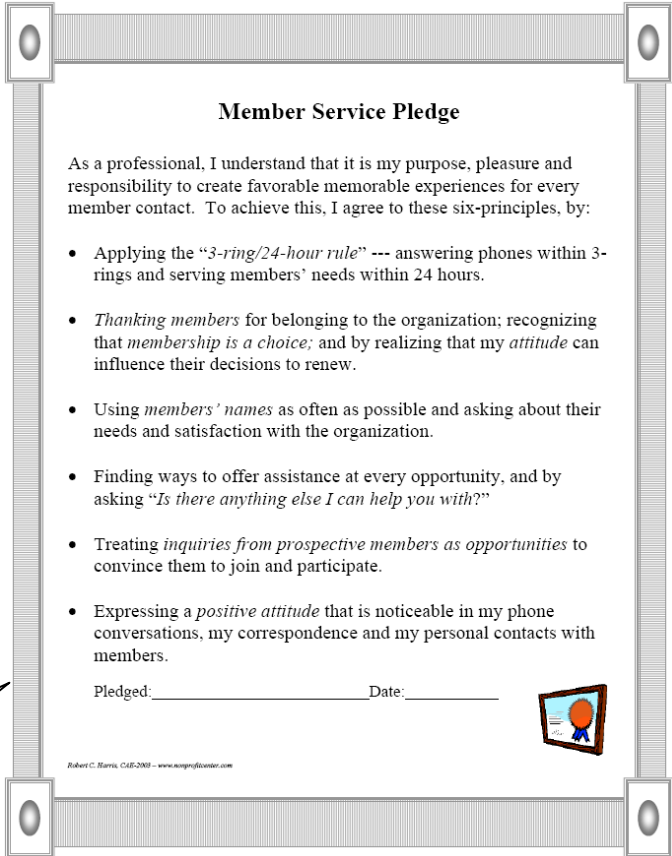 Member Service Pledge
As a professional, I understand that it is my purpose, pleasure and
responsibility to create favorable memorable experiences for every
member contact.  To achieve this, I agree to these six-principles, by:
• Applying the “3-ring/24-hour rule” --- answering phones within 3-
rings and serving members’ needs within 24 hours.
• Thanking members for belonging to the organization; recognizing
that membership is a choice; and by realizing that my attitude can
influence their decisions to renew.
• Using members’ names as often as possible and asking about their
needs and satisfaction with the organization.
• Finding ways to offer assistance at every opportunity, and by
asking “Is there anything else I can help you with?”
• Treating inquiries from prospective members as opportunities to
convince them to join and participate.
• Expressing a positive attitude that is noticeable in my phone
conversations, my correspondence and my personal contacts with
members.
Pledged:___________________________Date:___________
Robert C. Harris, CAE-2003 – www.nonprofitcenter.com